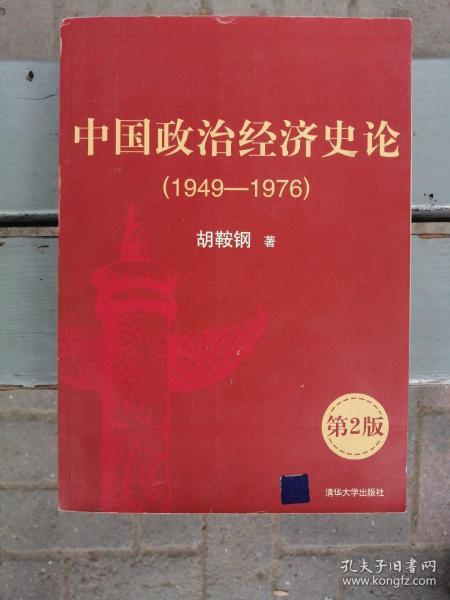 中国政治经济史论
(1949—1976)
胡鞍钢 著
第2版
清华大学出版社
孔夫子旧书网
www.kongfz.com